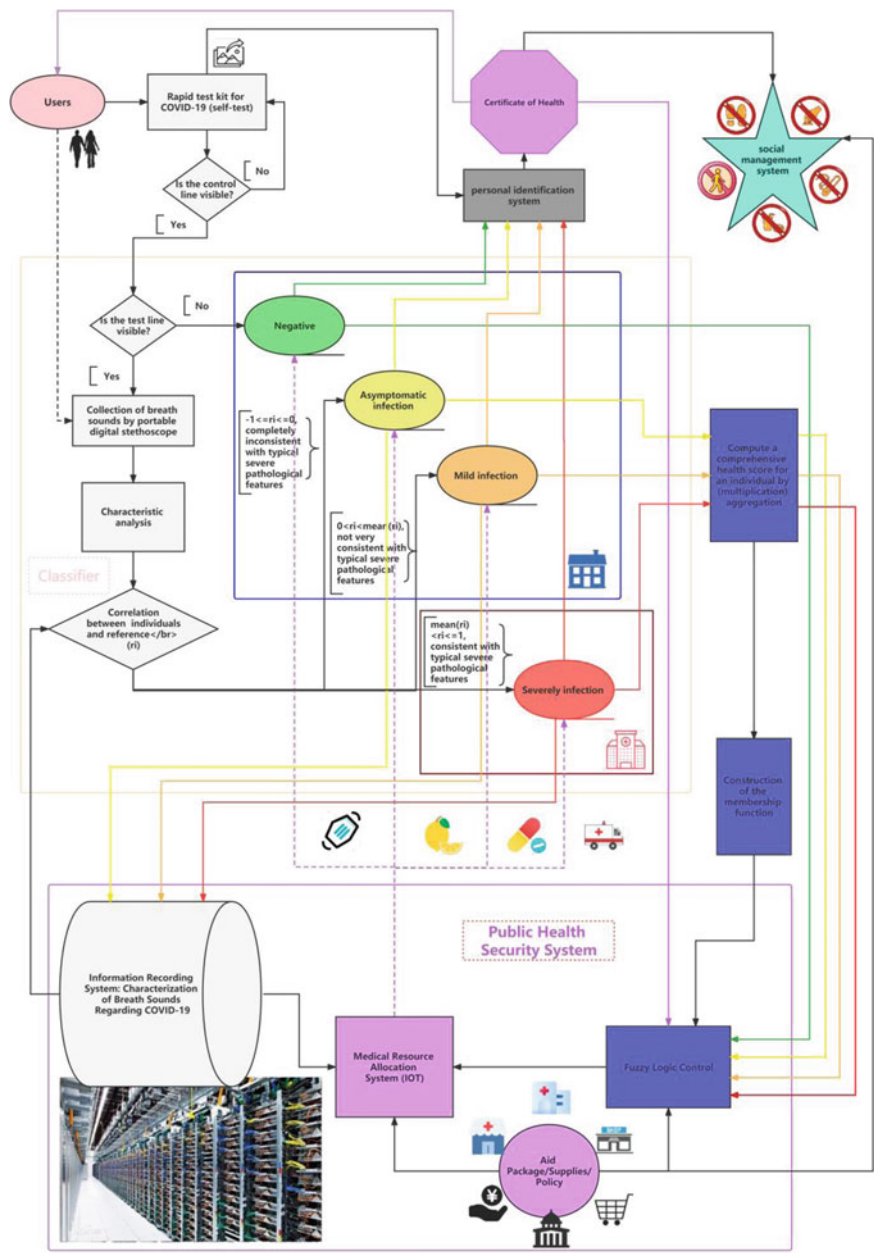 Users
Rapid test kit for
COVID-19 (self-test)
Certificate of Health
social
management
system
No
Is the control
line visible?
personal identification
system
Yes
No
Is the test line
visible?
Negative
Yes
Collection of breath
sounds by portable
digital stethoscope
Asymptomatic
infection
-1<=ri<=0,
completely
inconsistent
with typical
severe
pathological
features
Compute a
comprehensive
health score for
an individual by
(multiplication)
aggregation
Mild infection
Characteristic
analysis
0<ri<mean(ri),
not very
consistent with
typical severe
pathological
features
Classifier
Correlation
between individuals
and reference</br>
(ri)
mean(ri)
<ri<=1,
consistent with
typical severe
pathological
features
Severely infection
Construction
of the
membership
function
Public Health
Security System
Information Recording
System: Characterization
of Breath Sounds
Regarding COVID-19
Medical Resource
Allocation
System (IOT)
Fuzzy Logic Control
Aid
Package/Supplies/
Policy